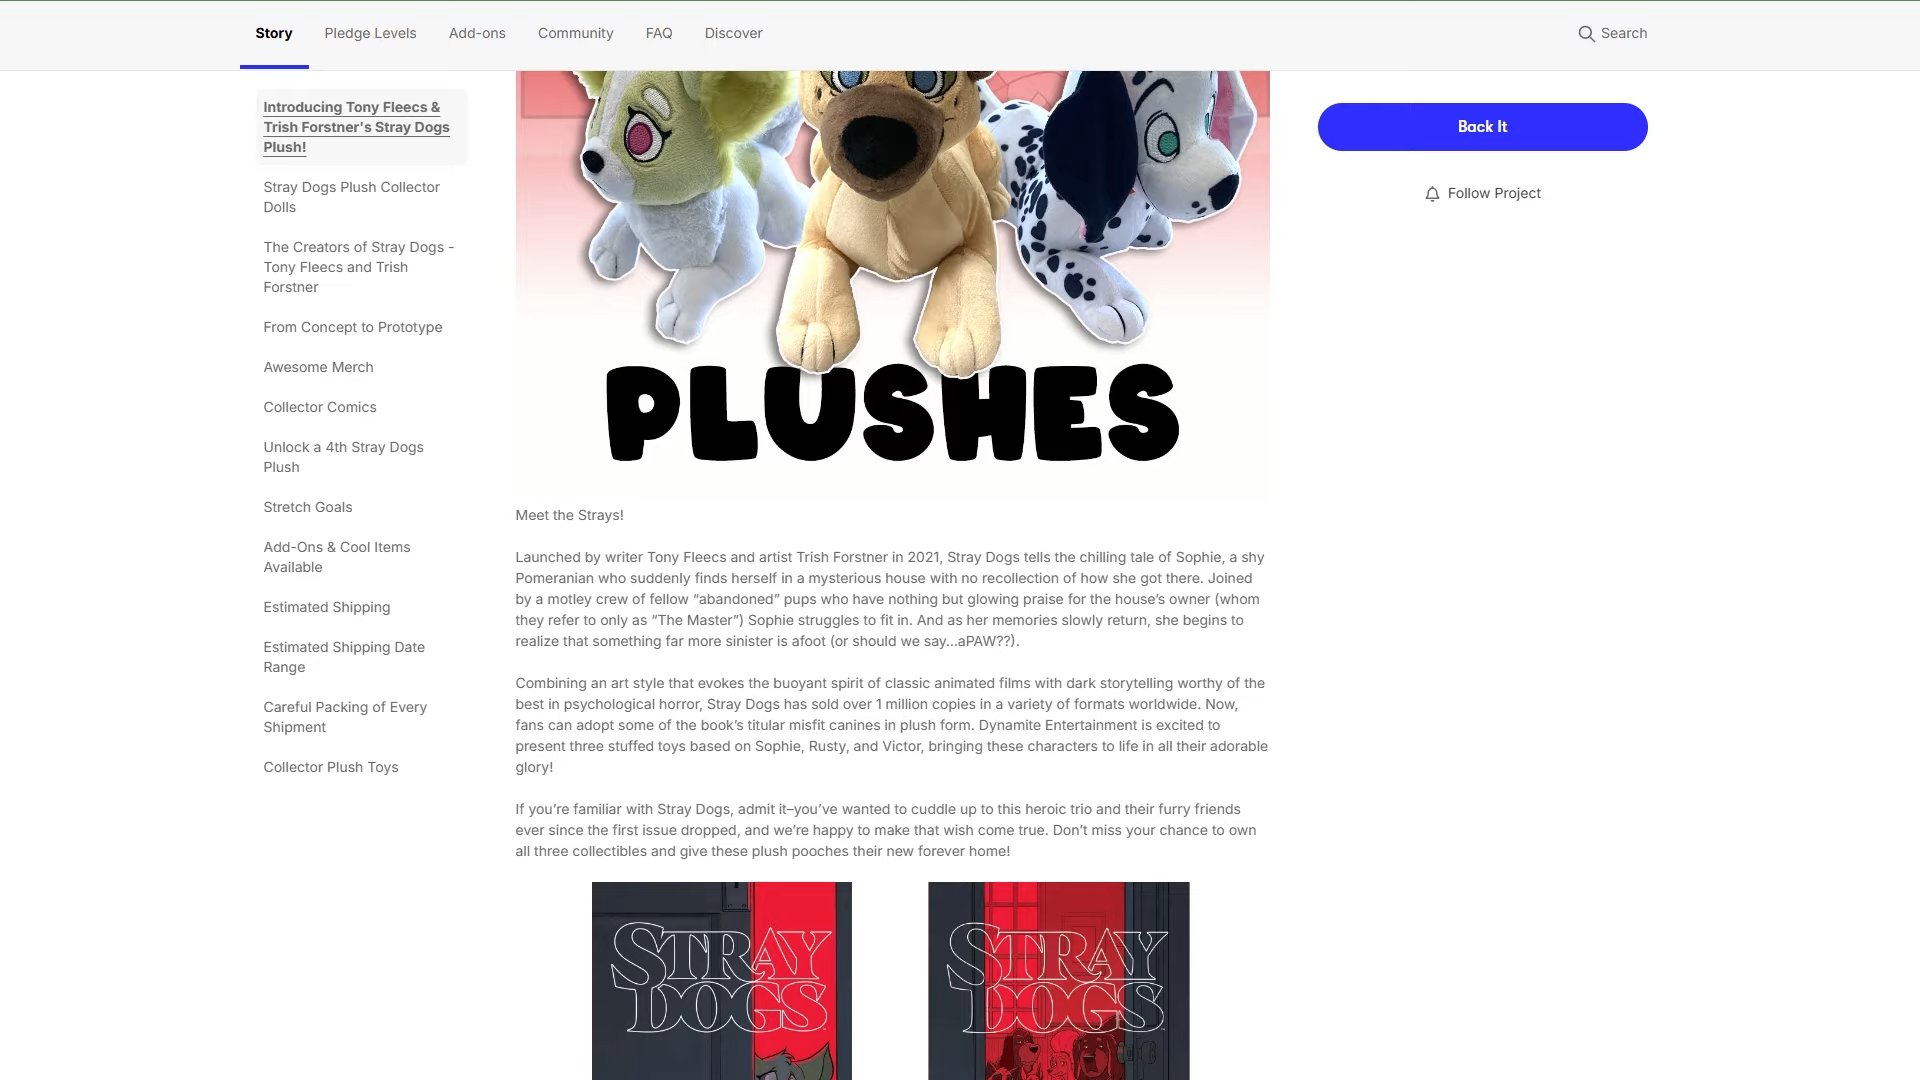 Story
Pledge Levels
Add-ons
Community
FAQ
Discover
Search
Introducing Tony Fleecs &
Trish Forstner's Stray Dogs
Plush!
Stray Dogs Plush Collector
Dolls
The Creators of Stray Dogs -
Tony Fleecs and Trish
Forstner
From Concept to Prototype
Awesome Merch
Collector Comics
Unlock a 4th Stray Dogs
Plush
Stretch Goals
Add-Ons & Cool Items
Available
Estimated Shipping
Estimated Shipping Date
Range
Careful Packing of Every
Shipment
Collector Plush Toys
PLUSHES
Meet the Strays!
Launched by writer Tony Fleecs and artist Trish Forstner in 2021, Stray Dogs tells the chilling tale of Sophie, a shy
Pomeranian who suddenly finds herself in a mysterious house with no recollection of how she got there. Joined
by a motley crew of fellow “abandoned” pups who have nothing but glowing praise for the house’s owner (whom
they refer to only as “The Master”) Sophie struggles to fit in. And as her memories slowly return, she begins to
realize that something far more sinister is afoot (or should we say...aPAW??).
Combining an art style that evokes the buoyant spirit of classic animated films with dark storytelling worthy of the
best in psychological horror, Stray Dogs has sold over 1 million copies in a variety of formats worldwide. Now,
fans can adopt some of the book’s titular misfit canines in plush form. Dynamite Entertainment is excited to
present three stuffed toys based on Sophie, Rusty, and Victor, bringing these characters to life in all their adorable
glory!
If you’re familiar with Stray Dogs, admit it–you’ve wanted to cuddle up to this heroic trio and their furry friends
ever since the first issue dropped, and we’re happy to make that wish come true. Don’t miss your chance to own
all three collectibles and give these plush pooches their new forever home!
STRAY
DOGS
STRAY
DOGS
Back It
Follow Project